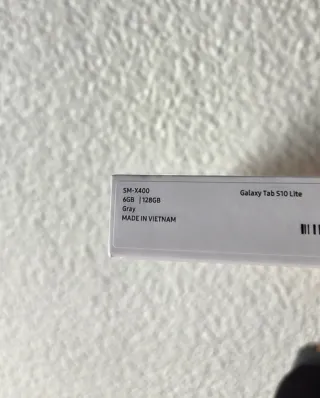 SM-X400
6GB | 128GB
Gray
MADE IN VIETNAM
Galaxy Tab S10 Lite